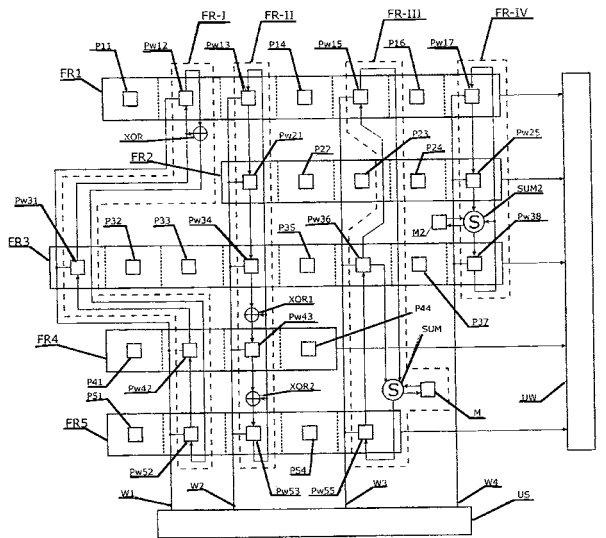 FR-I FR-II FR-III FR-IV
P11 Pw12 Pw13 P14 Pw15 P16 Pw17
FR1
XOR
FR2 Pw21 P22 P23 P24 Pw25
SUM2
S
Pw31 P32 P33 Pw34 P35 Pw36 M2 Pw38
FR3
P37
XOR1
Pw43 P44
FR4
SUM
P41 Pw42
S
P51 XOR2 M UW
FR5
Pw52 Pw53 P54 Pw55
W1 W2 W3 W4 US